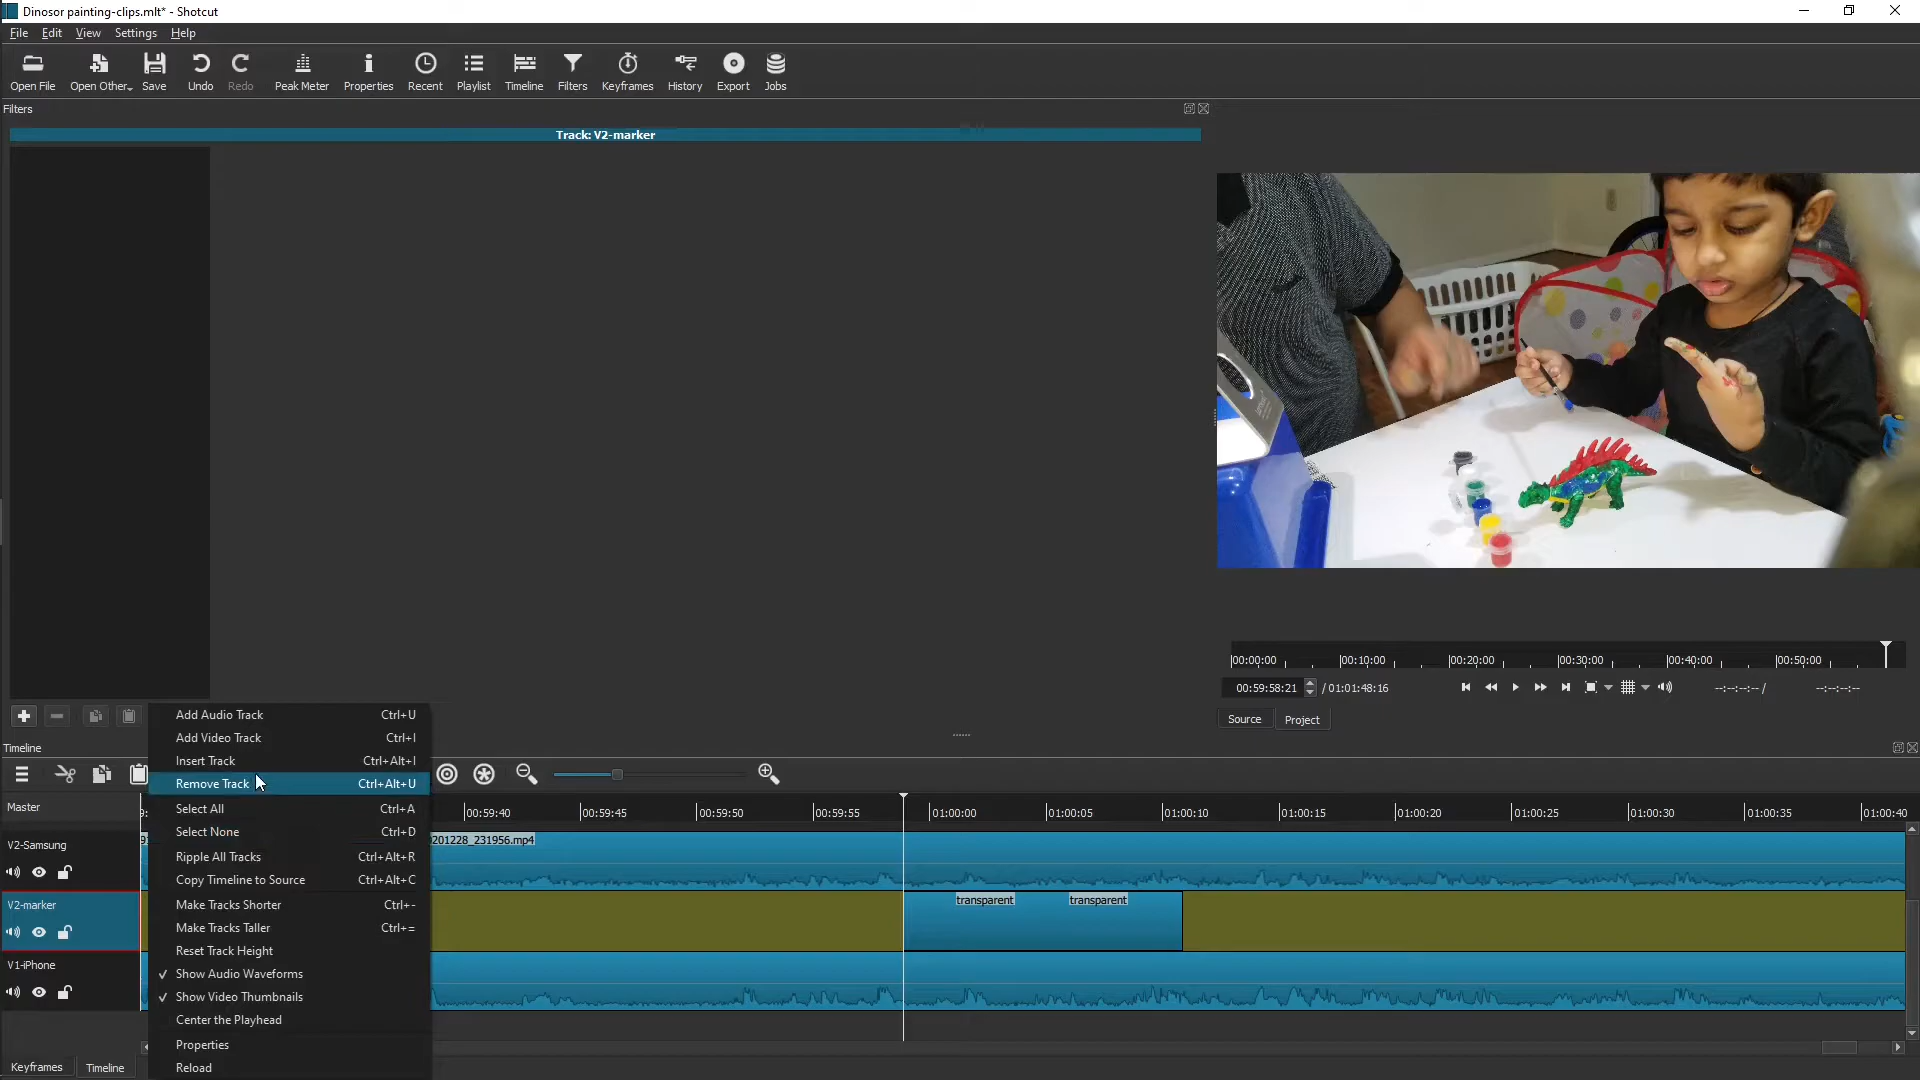 Dinosor painting-clips.mlt* - Shotcut
File Edit View Settings Help
Open File Open Other Save Undo Redo Peak Meter Properties Recent Playlist Timeline Filters Keyframes History Export Jobs
Filters
Track: V2-marker
00:00:00 00:10:00 00:20:00 00:30:00 00:40:00 00:50:00
00:59:58:21 / 01:01:48:16 --:--:--:-- / --:--:--:--
Source Project
Add Audio Track Ctrl+U
Add Video Track Ctrl+I
Insert Track Ctrl+Alt+I
Remove Track Ctrl+Alt+U
Select All Ctrl+A
Select None Ctrl+D
Ripple All Tracks Ctrl+Alt+R
Copy Timeline to Source Ctrl+Alt+C
Make Tracks Shorter Ctrl+-
Make Tracks Taller Ctrl+=
Reset Track Height
✓ Show Audio Waveforms
✓ Show Video Thumbnails
Center the Playhead
Properties
Reload
Timeline
Master
00:59:40 00:59:45 00:59:50 00:59:55 01:00:00 01:00:05 01:00:10 01:00:15 01:00:20 01:00:25 01:00:30 01:00:35 01:00:40
V2-Samsung
201228_231956.mp4
V2-marker
transparent transparent
V1-iPhone
Keyframes Timeline